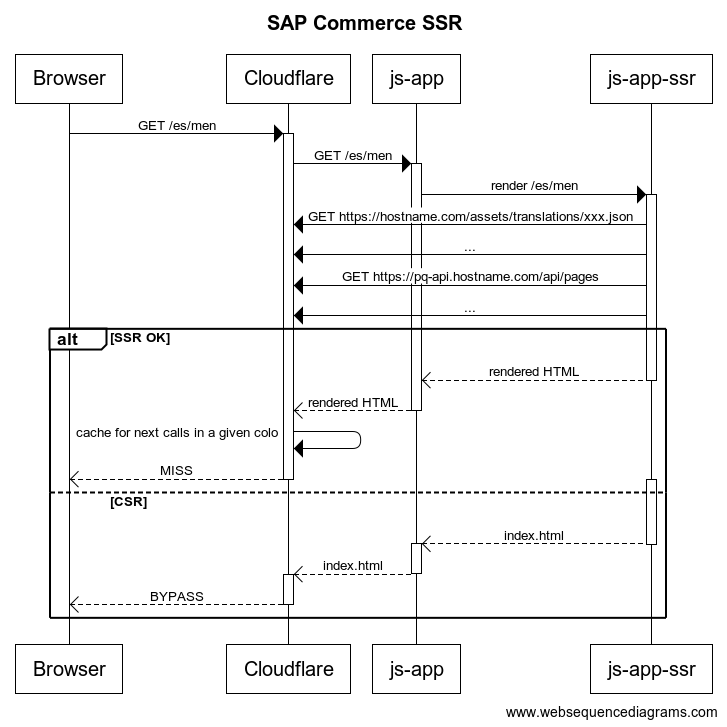 SAP Commerce SSR
Browser Cloudflare js-app js-app-ssr
GET /es/men
GET /es/men
render /es/men
GET https://hostname.com/assets/translations/xxx.json
...
GET https://pq-api.hostname.com/api/pages
...
alt [SSR OK]
rendered HTML
rendered HTML
cache for next calls in a given colo
MISS
[CSR]
index.html
index.html
BYPASS
Browser Cloudflare js-app js-app-ssr
www.websequencediagrams.com